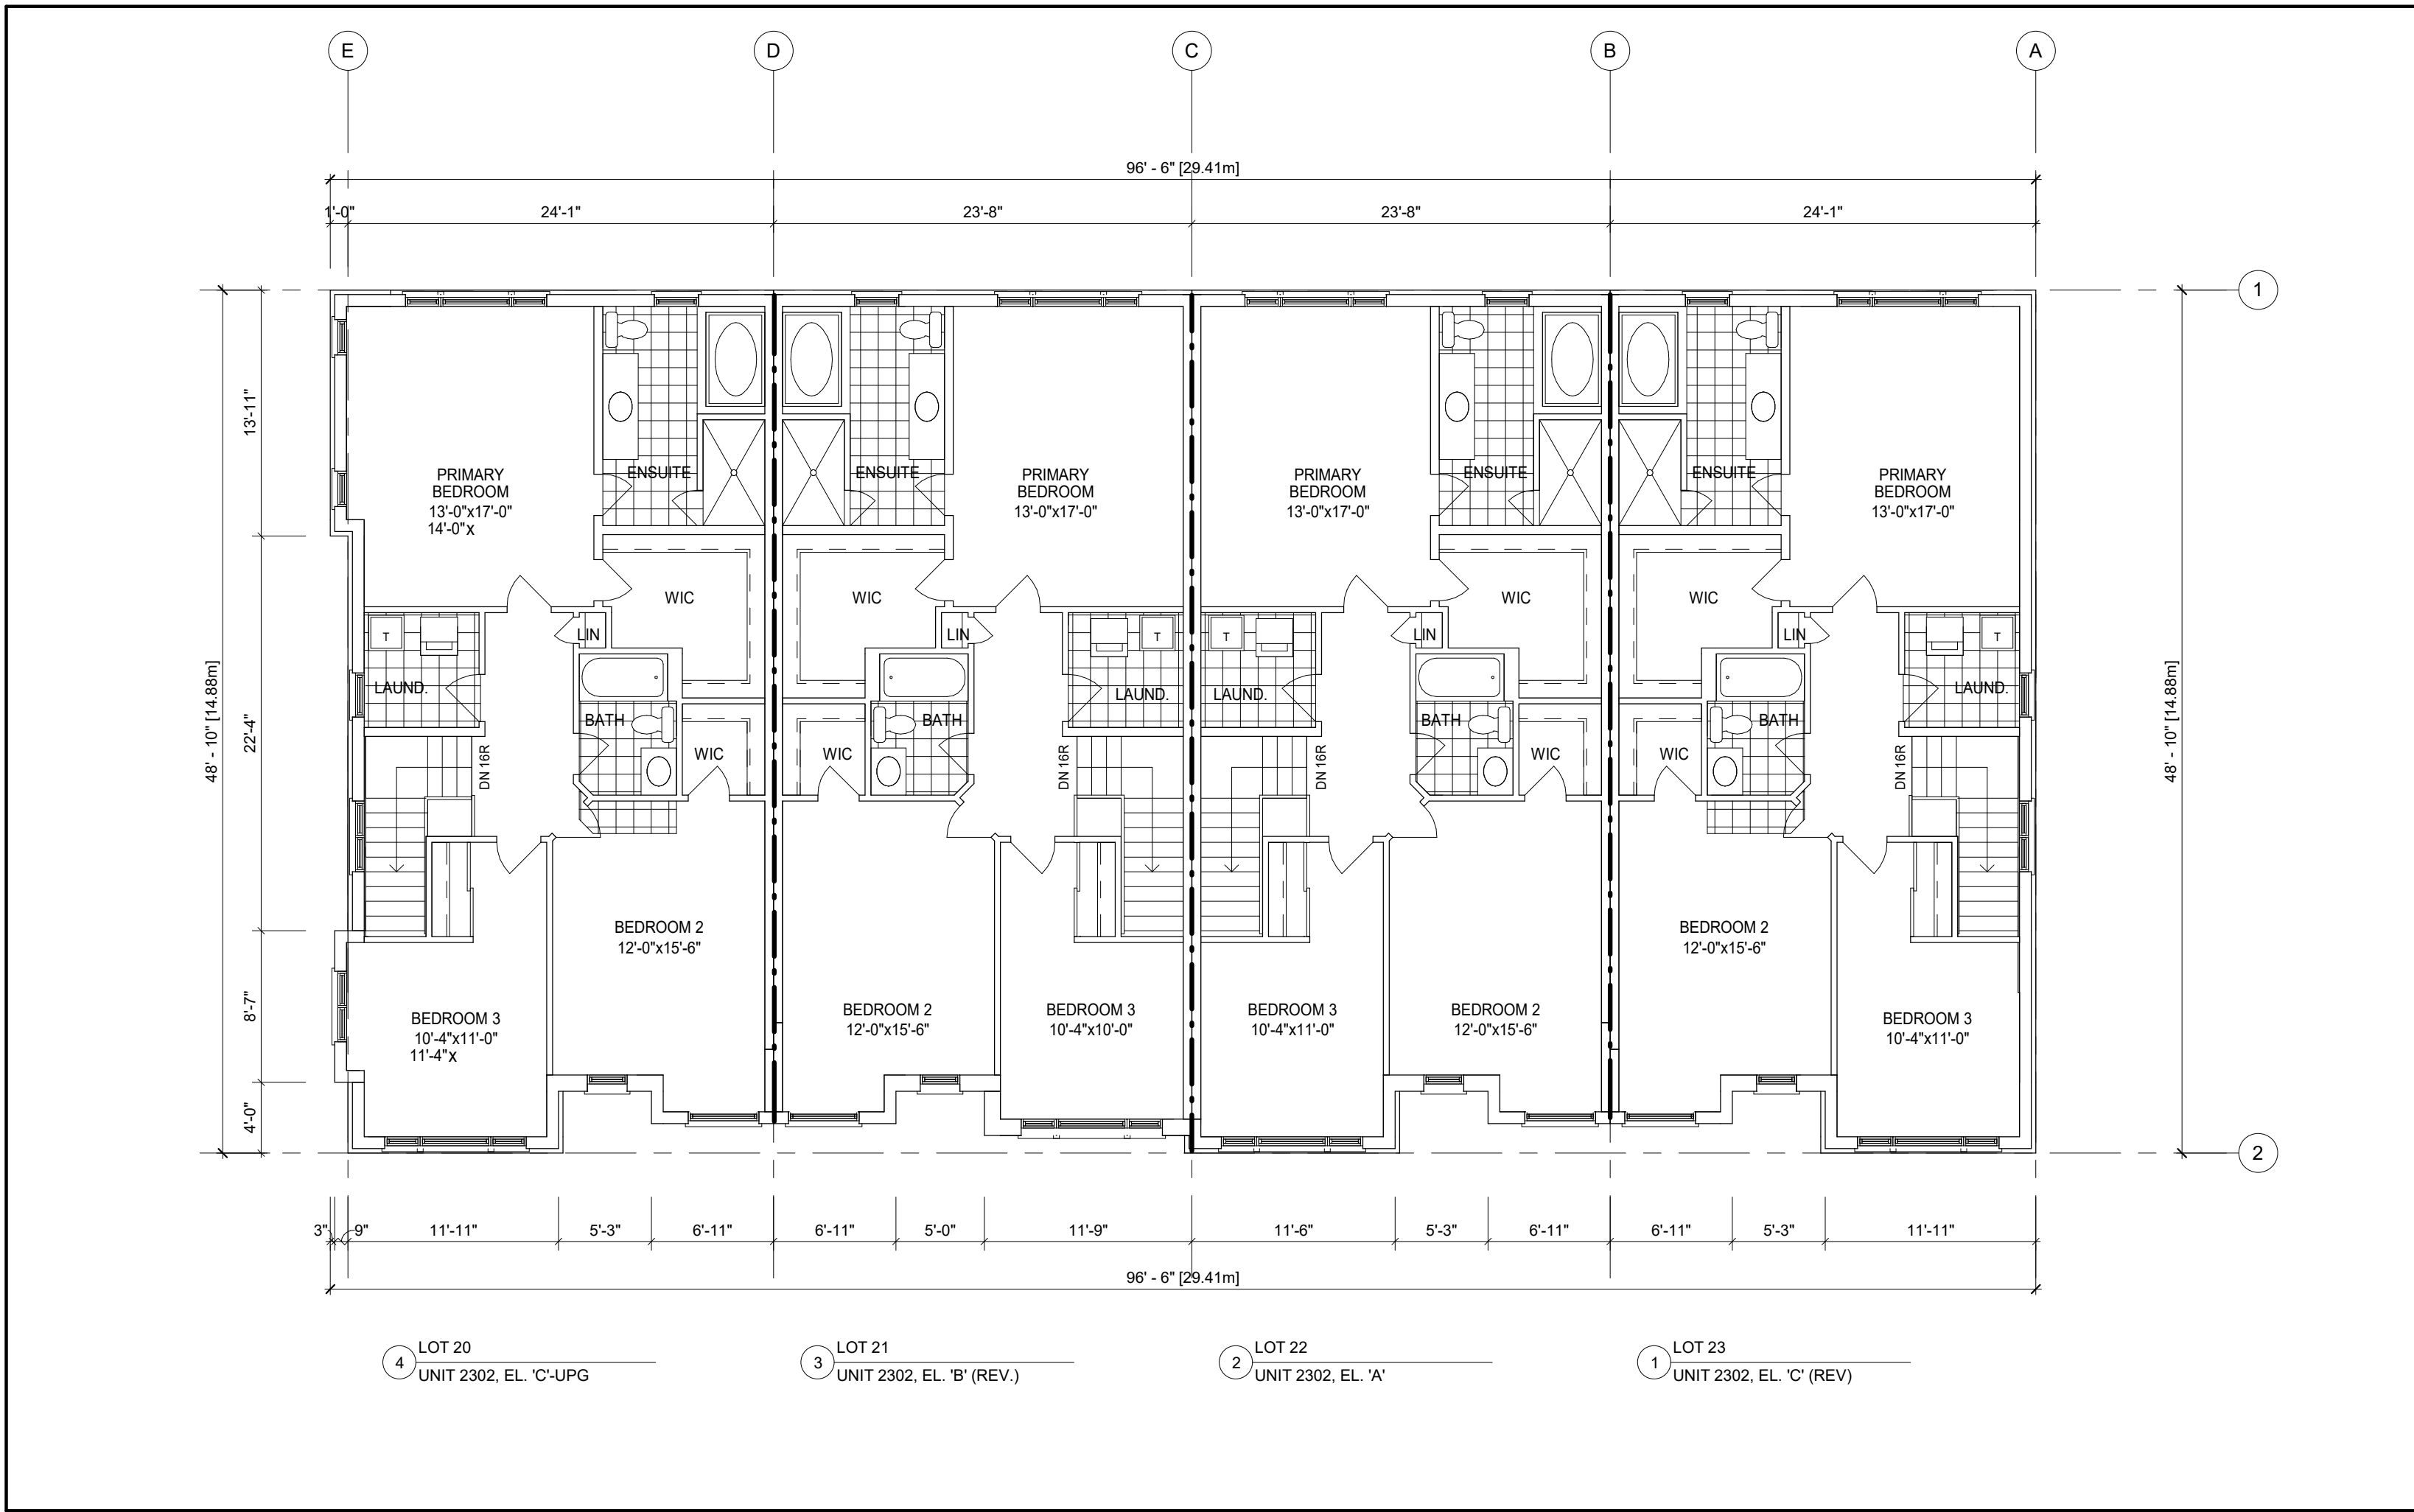 E D C B A
96' - 6" [29.41m]
1'-0" 24'-1" 23'-8" 23'-8" 24'-1"
1
13'-11"
22'-4"
8'-7"
4'-0"
48' - 10" [14.88m]
48' - 10" [14.88m]
PRIMARY
BEDROOM
13'-0"x17'-0"
14'-0"x
ENSUITE
ENSUITE
PRIMARY
BEDROOM
13'-0"x17'-0"
PRIMARY
BEDROOM
13'-0"x17'-0"
ENSUITE
ENSUITE
PRIMARY
BEDROOM
13'-0"x17'-0"
WIC WIC WIC WIC
T LIN LIN T T LIN LIN T
LAUND. LAUND. LAUND. LAUND.
BATH BATH BATH BATH
DN 16R WIC WIC DN 16R DN 16R WIC WIC DN 16R
BEDROOM 2
12'-0"x15'-6"
BEDROOM 2
12'-0"x15'-6"
BEDROOM 3
10'-4"x11'-0"
11'-4"x
BEDROOM 2
12'-0"x15'-6"
BEDROOM 3
10'-4"x10'-0"
BEDROOM 3
10'-4"x11'-0"
BEDROOM 2
12'-0"x15'-6"
BEDROOM 3
10'-4"x11'-0"
2
3" 9" 11'-11" 5'-3" 6'-11" 6'-11" 5'-0" 11'-9" 11'-6" 5'-3" 6'-11" 6'-11" 5'-3" 11'-11"
96' - 6" [29.41m]
4 LOT 20
UNIT 2302, EL. 'C'-UPG
3 LOT 21
UNIT 2302, EL. 'B' (REV.)
2 LOT 22
UNIT 2302, EL. 'A'
1 LOT 23
UNIT 2302, EL. 'C' (REV)